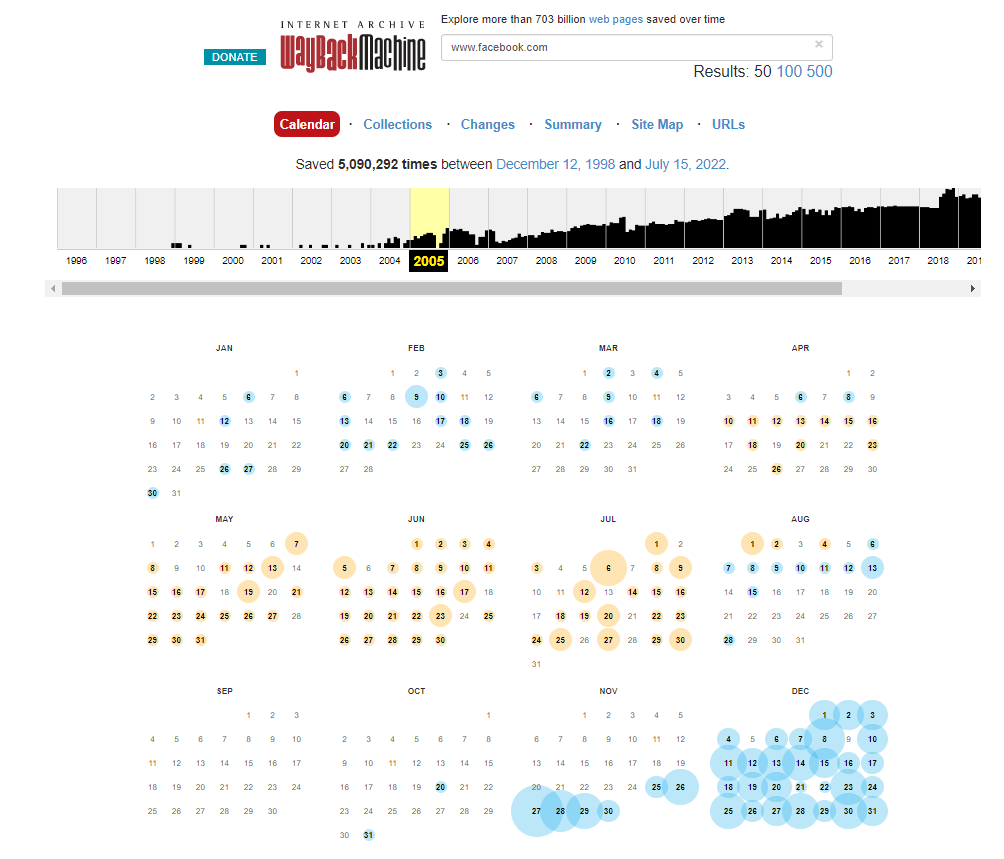 Explore more than 703 billion web pages saved over time
INTERNET ARCHIVE
DONATE
WayBackMachine
www.facebook.com ×
Results: 50 100 500
Calendar · Collections · Changes · Summary · Site Map · URLs
Saved 5,090,292 times between December 12, 1998 and July 15, 2022.
1996 1997 1998 1999 2000 2001 2002 2003 2004 2005 2006 2007 2008 2009 2010 2011 2012 2013 2014 2015 2016 2017 2018 201
JAN FEB MAR APR
1 1 2 3 4 5 1 2 3 4 5 1 2
2 3 4 5 6 7 8 6 7 8 9 10 11 12 6 7 8 9 10 11 12 3 4 5 6 7 8 9
9 10 11 12 13 14 15 13 14 15 16 17 18 19 13 14 15 16 17 18 19 10 11 12 13 14 15 16
16 17 18 19 20 21 22 20 21 22 23 24 25 26 20 21 22 23 24 25 26 17 18 19 20 21 22 23
23 24 25 26 27 28 29 27 28 27 28 29 30 31 24 25 26 27 28 29 30
30 31
MAY JUN JUL AUG
1 2 3 4 5 6 7 1 2 3 4 1 2 1 2 3 4 5 6
8 9 10 11 12 13 14 5 6 7 8 9 10 11 3 4 5 6 7 8 9 7 8 9 10 11 12 13
15 16 17 18 19 20 21 12 13 14 15 16 17 18 10 11 12 13 14 15 16 14 15 16 17 18 19 20
22 23 24 25 26 27 28 19 20 21 22 23 24 25 17 18 19 20 21 22 23 21 22 23 24 25 26 27
29 30 31 26 27 28 29 30 24 25 26 27 28 29 30 28 29 30 31
31
SEP OCT NOV DEC
1 2 3 1 1 2 3 4 5 1 2 3
4 5 6 7 8 9 10 2 3 4 5 6 7 8 6 7 8 9 10 11 12 4 5 6 7 8 9 10
11 12 13 14 15 16 17 9 10 11 12 13 14 15 13 14 15 16 17 18 19 11 12 13 14 15 16 17
18 19 20 21 22 23 24 16 17 18 19 20 21 22 20 21 22 23 24 25 26 18 19 20 21 22 23 24
25 26 27 28 29 30 23 24 25 26 27 28 29 27 28 29 30 25 26 27 28 29 30 31
30 31